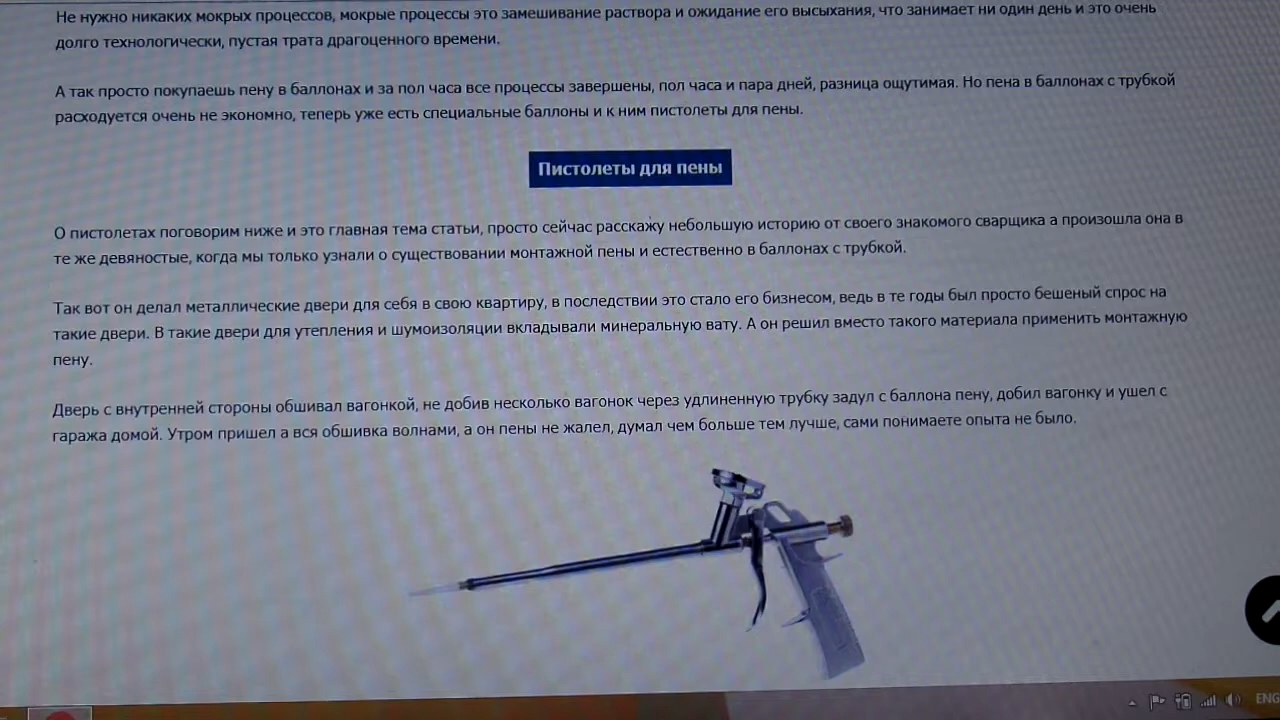 Не нужно никаких мокрых процессов, мокрые процессы это замешивание раствора и ожидание его высыхания, что занимает ни один день и это очень
долго технологически, пустая трата драгоценного времени.
А так просто покупаешь пену в баллонах и за пол часа все процессы завершены, пол часа и пара дней, разница ощутимая. Но пена в баллонах с трубкой
расходуется очень не экономно, теперь уже есть специальные баллоны и к ним пистолеты для пены.
Пистолеты для пены
О пистолетах поговорим ниже и это главная тема статьи, просто сейчас расскажу небольшую историю от своего знакомого сварщика а произошла она в
те же девяностые, когда мы только узнали о существовании монтажной пены и естественно в баллонах с трубкой.
Так вот он делал металлические двери для себя в свою квартиру, в последствии это стало его бизнесом, ведь в те годы был просто бешеный спрос на
такие двери. В такие двери для утепления и шумоизоляции вкладывали минеральную вату. А он решил вместо такого материала применить монтажную
пену.
Дверь с внутренней стороны обшивал вагонкой, не добив несколько вагонок через удлиненную трубку задул с баллона пену, добил вагонку и ушел с
гаража домой. Утром пришел а вся обшивка волнами, а он пены не жалел, думал чем больше тем лучше, сами понимаете опыта не было.
ENG